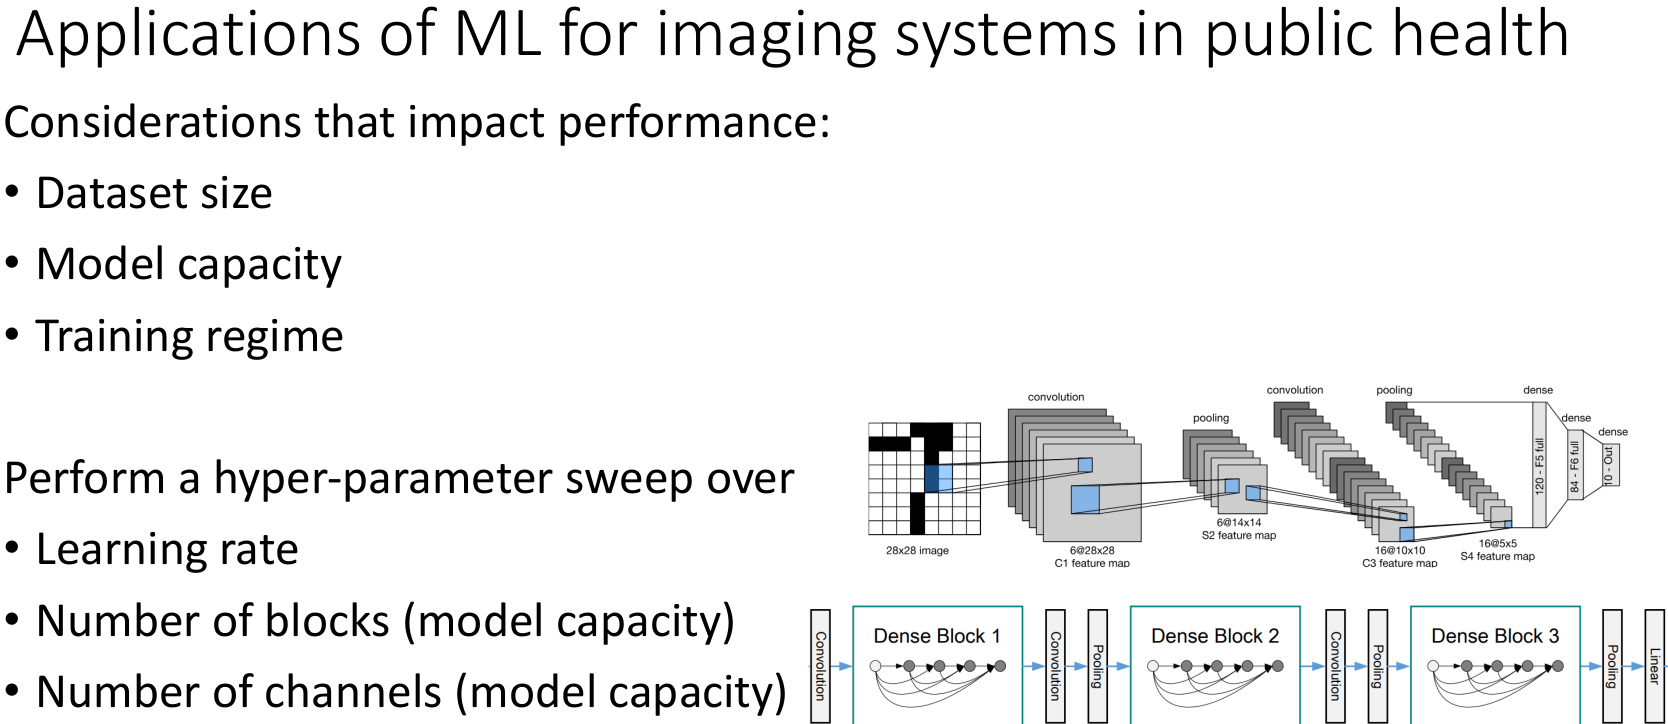 Applications of ML for imaging systems in public health
Considerations that impact performance:
• Dataset size
• Model capacity
• Training regime
Perform a hyper-parameter sweep over
• Learning rate
• Number of blocks (model capacity)
• Number of channels (model capacity)
convolution
pooling
convolution
pooling
dense
dense
dense
28x28 image
6@28x28
C1 feature map
6@14x14
S2 feature map
16@10x10
C3 feature map
16@5x5
S4 feature map
120 - F5 full
84 - F6 full
10 - Out
Convolution
Dense Block 1
Convolution
Pooling
Dense Block 2
Convolution
Pooling
Dense Block 3
Pooling
Linear